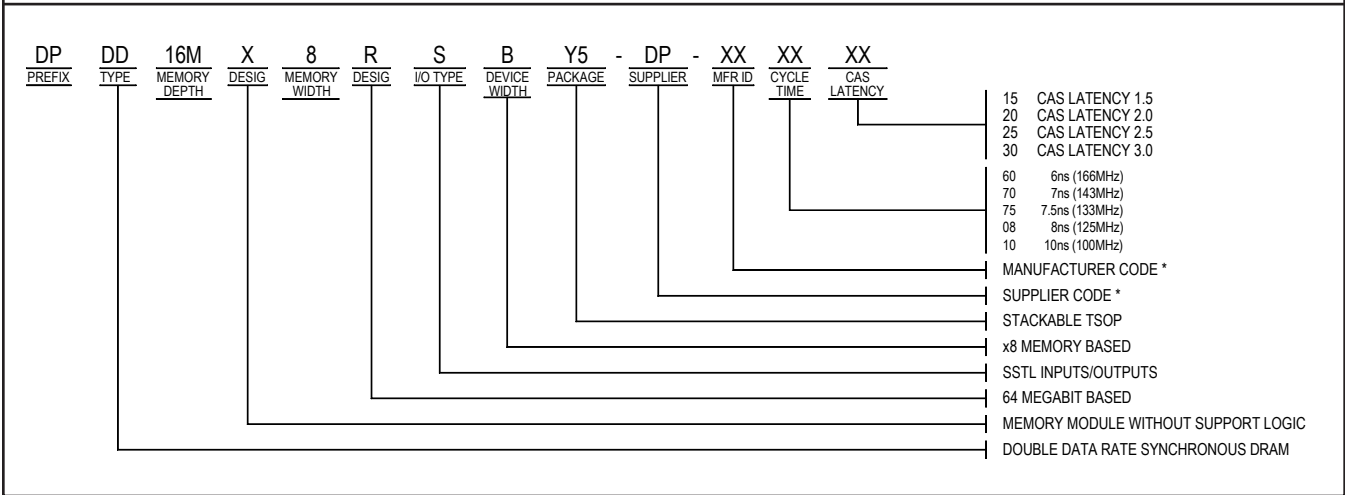 DP DD 16M X 8 R S B Y5 - DP - XX XX XX
PREFIX TYPE MEMORY DEPTH DESIG MEMORY WIDTH DESIG I/O TYPE DEVICE WIDTH PACKAGE SUPPLIER MFR ID CYCLE TIME CAS LATENCY
15 CAS LATENCY 1.5
20 CAS LATENCY 2.0
25 CAS LATENCY 2.5
30 CAS LATENCY 3.0
60 6ns (166MHz)
70 7ns (143MHz)
75 7.5ns (133MHz)
08 8ns (125MHz)
10 10ns (100MHz)
MANUFACTURER CODE *
SUPPLIER CODE *
STACKABLE TSOP
x8 MEMORY BASED
SSTL INPUTS/OUTPUTS
64 MEGABIT BASED
MEMORY MODULE WITHOUT SUPPORT LOGIC
DOUBLE DATA RATE SYNCHRONOUS DRAM